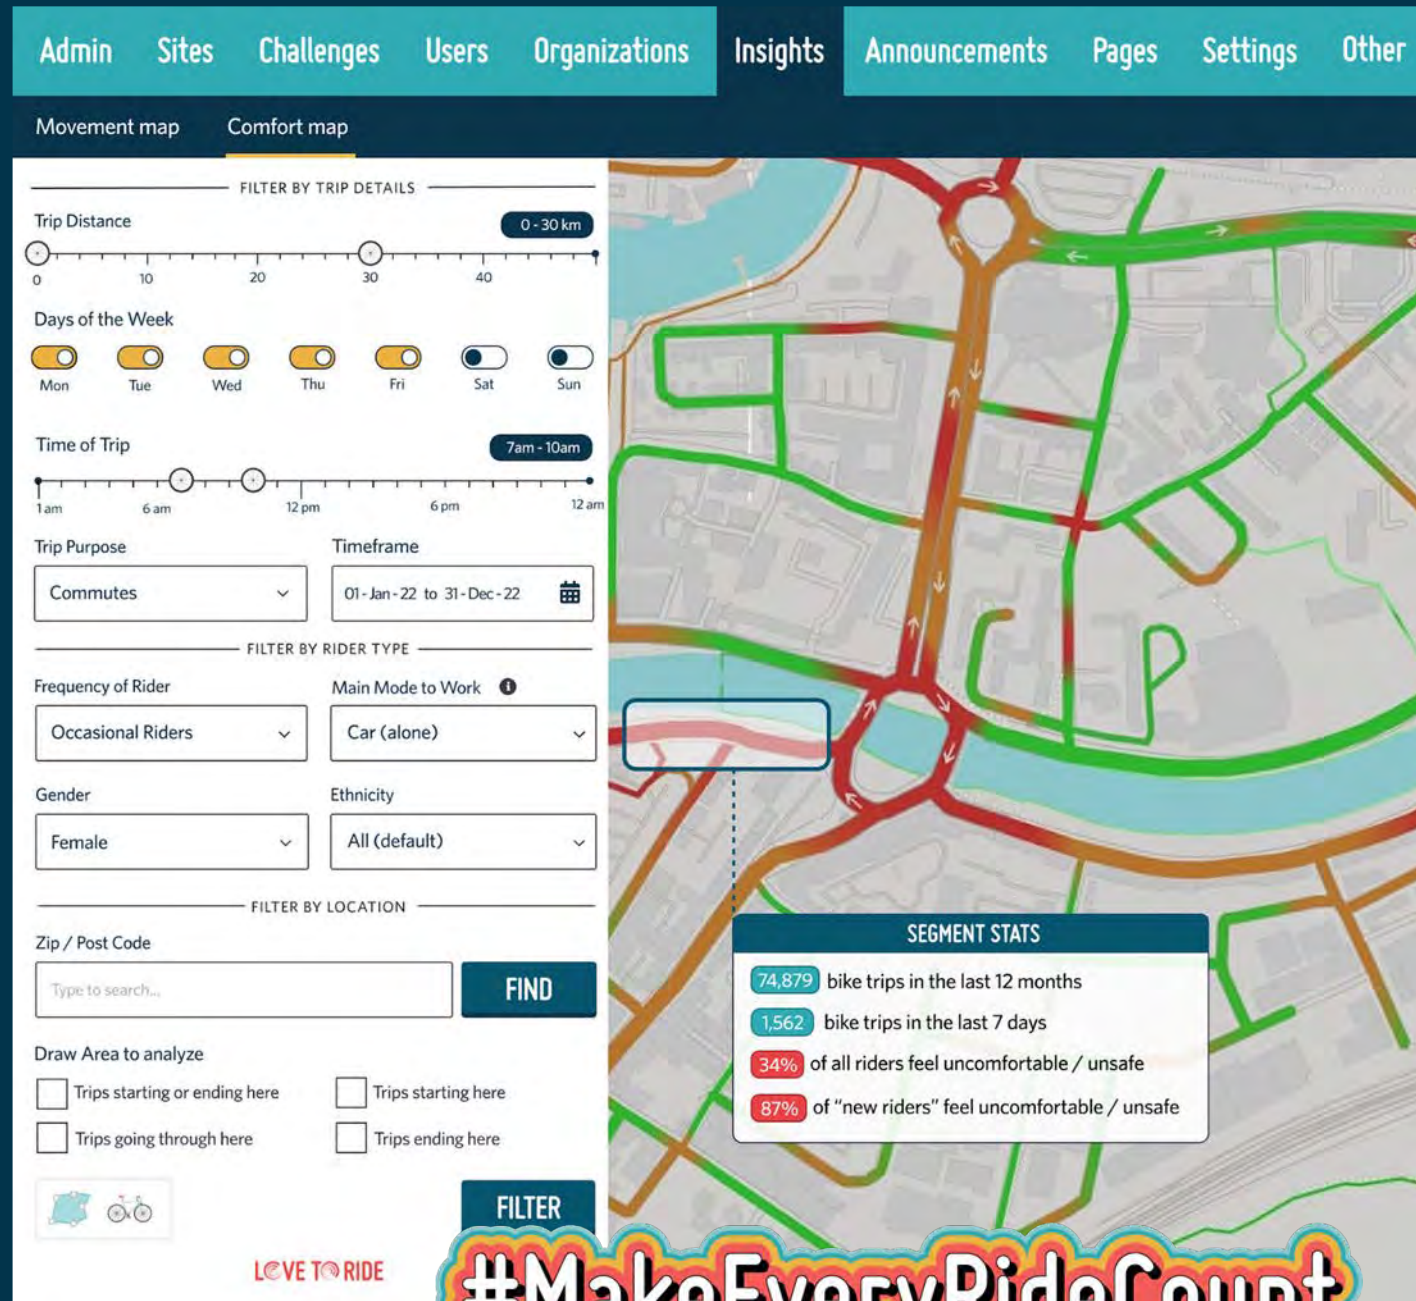 Admin Sites Challenges Users Organizations Insights Announcements Pages Settings Other
Movement map Comfort map
FILTER BY TRIP DETAILS
Trip Distance 0 - 30 km
0 10 20 30 40
Days of the Week
Mon Tue Wed Thu Fri Sat Sun
Time of Trip 7am - 10am
1 am 6 am 12 pm 6 pm 12 am
Trip Purpose Timeframe
Commutes 01 - Jan - 22 to 31 - Dec - 22
FILTER BY RIDER TYPE
Frequency of Rider Main Mode to Work i
Occasional Riders Car (alone)
Gender Ethnicity
Female All (default)
FILTER BY LOCATION
Zip / Post Code
Type to search... FIND
Draw Area to analyze
Trips starting or ending here Trips starting here
Trips going through here Trips ending here
FILTER
LOVE TO RIDE
SEGMENT STATS
74,879 bike trips in the last 12 months
1,562 bike trips in the last 7 days
34% of all riders feel uncomfortable / unsafe
87% of "new riders" feel uncomfortable / unsafe
#MakeEveryRideCount